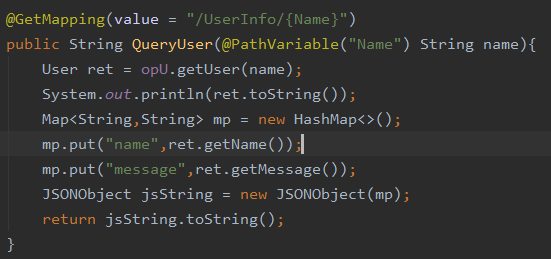 @GetMapping(value = "/UserInfo/{Name}")
public String QueryUser(@PathVariable("Name") String name){
    User ret = opU.getUser(name);
    System.out.println(ret.toString());
    Map<String,String> mp = new HashMap<>();
    mp.put("name",ret.getName());
    mp.put("message",ret.getMessage());
    JSONObject jsString = new JSONObject(mp);
    return jsString.toString();
}